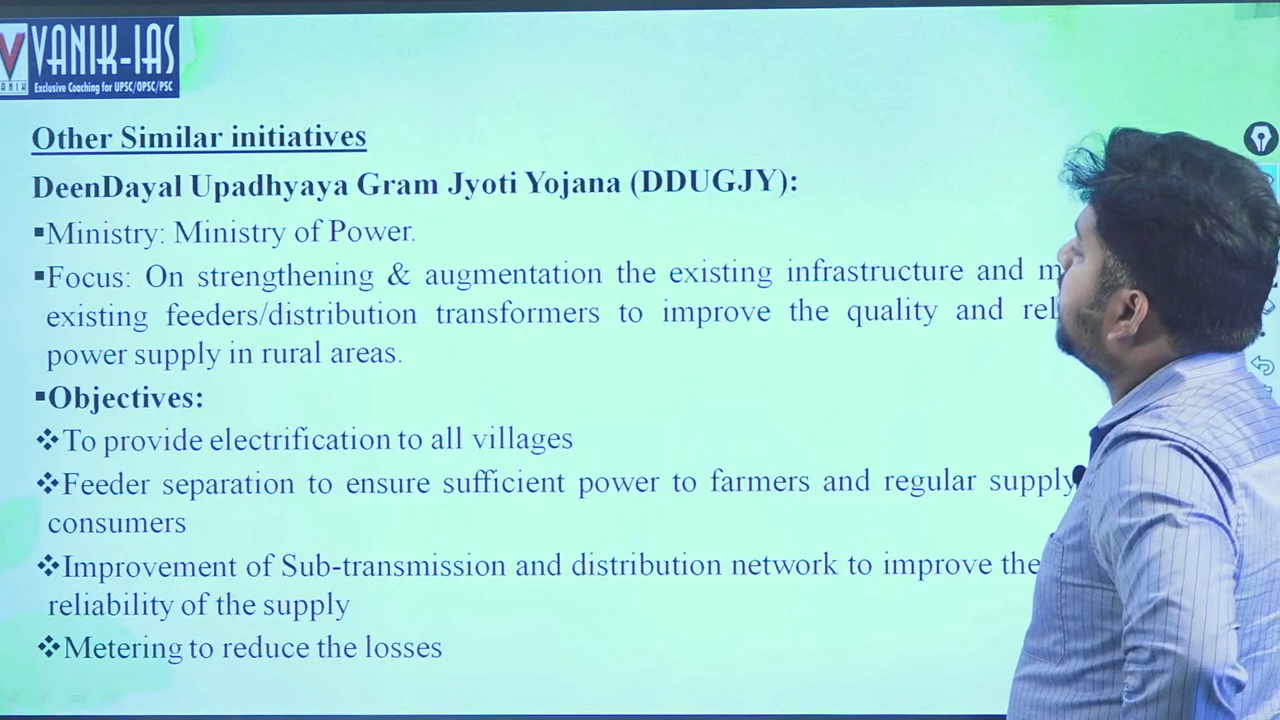 VANIK-IAS
Exclusive Coaching for UPSC/OPSC/PSC
Other Similar initiatives
DeenDayal Upadhyaya Gram Jyoti Yojana (DDUGJY):
▪Ministry: Ministry of Power.
▪Focus: On strengthening & augmentation the existing infrastructure and
existing feeders/distribution transformers to improve the quality and
power supply in rural areas.
▪Objectives:
❖To provide electrification to all villages
❖Feeder separation to ensure sufficient power to farmers and regular supply
consumers
❖Improvement of Sub-transmission and distribution network to improve the
reliability of the supply
❖Metering to reduce the losses